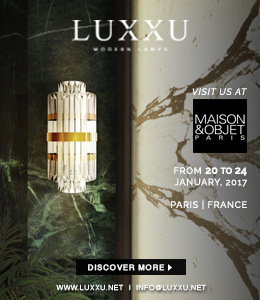 LUXXU
MODERN LAMPS
VISIT US AT
MAISON
&OBJET
PARIS
FROM 20 TO 24
JANUARY, 2017
PARIS | FRANCE
DISCOVER MORE
WWW.LUXXU.NET | INFO@LUXXU.NET